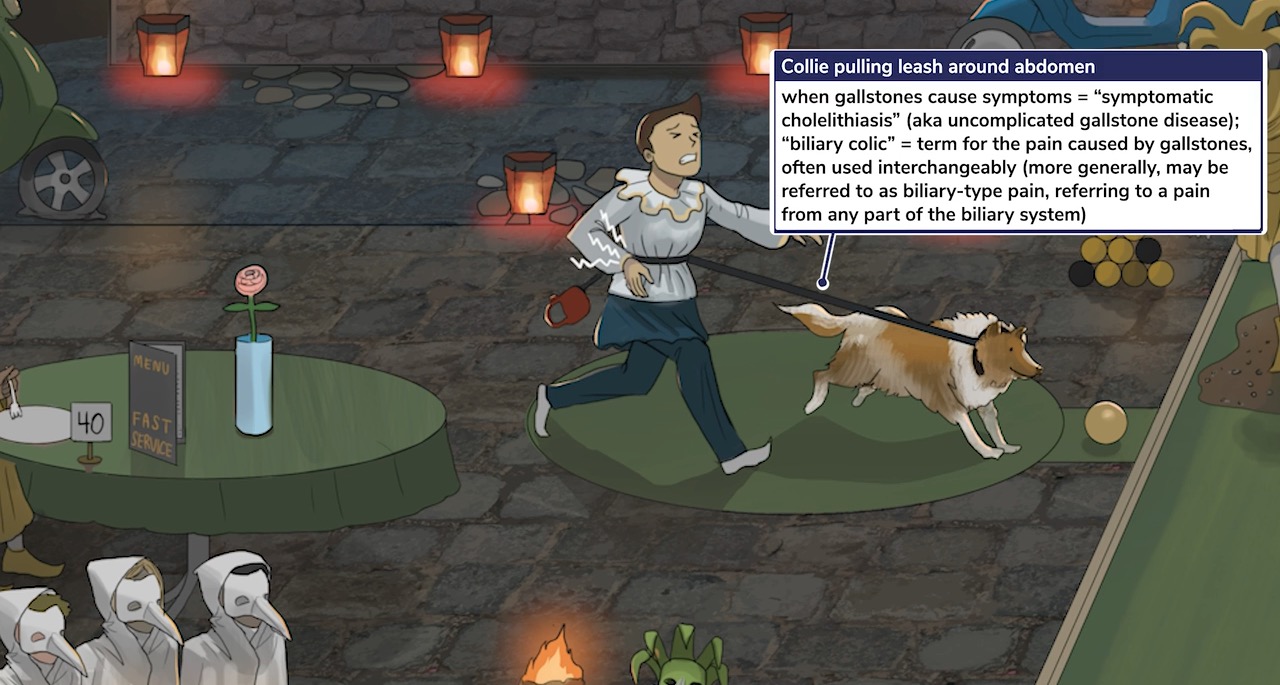 Collie pulling leash around abdomen
when gallstones cause symptoms = “symptomatic
cholelithiasis” (aka uncomplicated gallstone disease);
“biliary colic” = term for the pain caused by gallstones,
often used interchangeably (more generally, may be
referred to as biliary-type pain, referring to a pain
from any part of the biliary system)
MENU
FAST
SERVICE
40